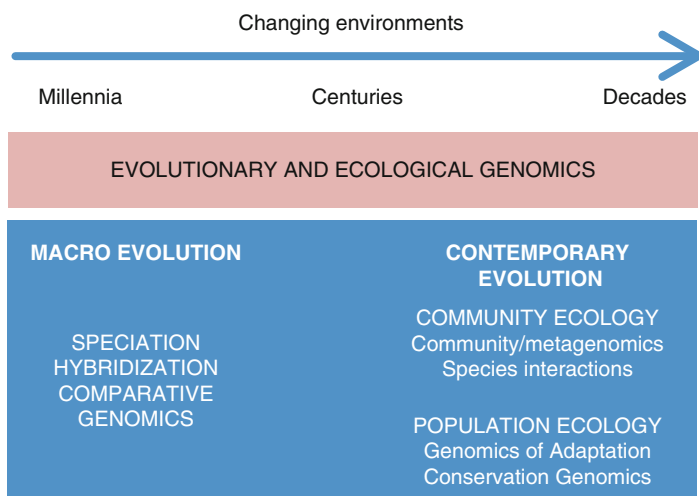 Changing environments
Millennia Centuries Decades
EVOLUTIONARY AND ECOLOGICAL GENOMICS
MACRO EVOLUTION
SPECIATION
HYBRIDIZATION
COMPARATIVE
GENOMICS
CONTEMPORARY
EVOLUTION
COMMUNITY ECOLOGY
Community/metagenomics
Species interactions
POPULATION ECOLOGY
Genomics of Adaptation
Conservation Genomics